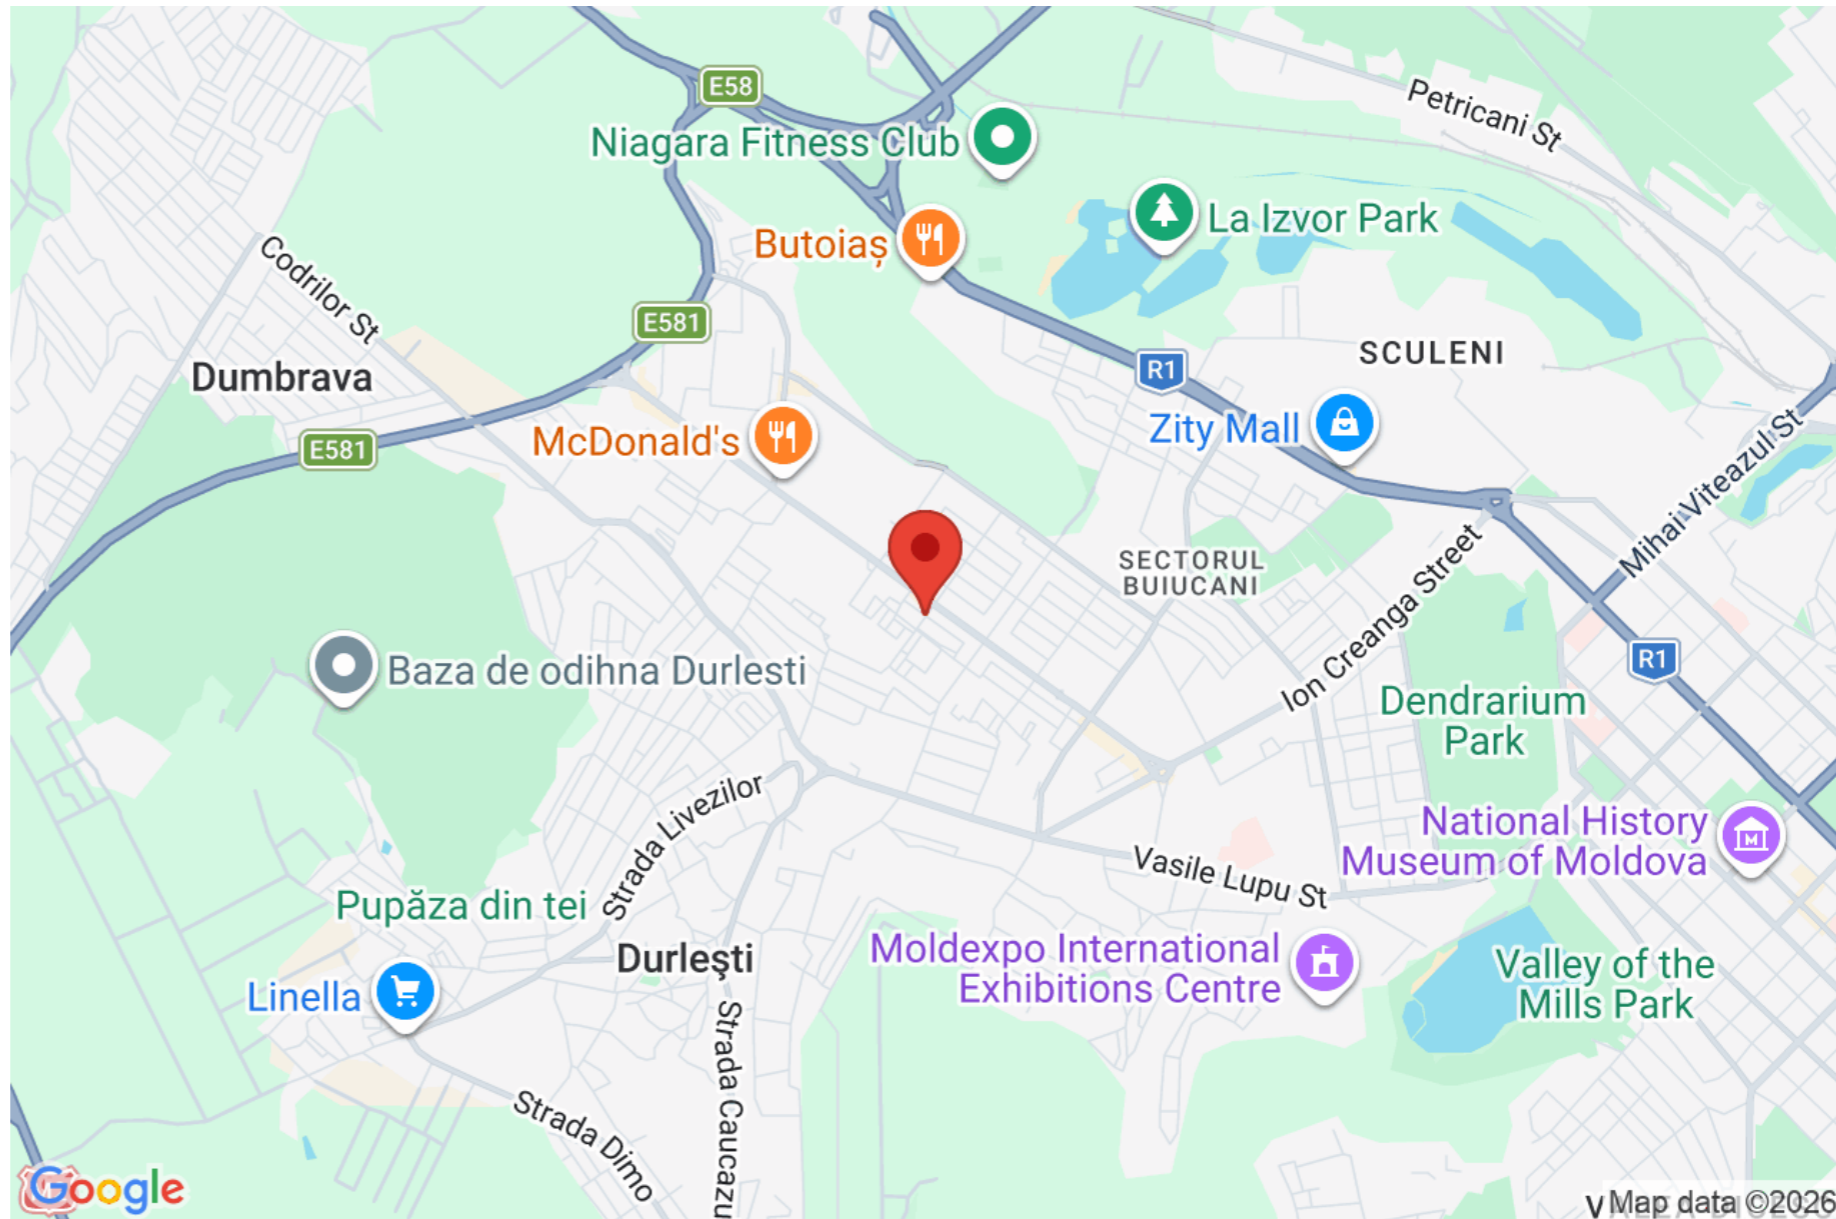 E58
Petricani St
Niagara Fitness Club
La Izvor Park
Butoiaș
Codrilor St
E581
SCULENI
R1
Dumbrava
Zity Mall
McDonald's
E581
Mihai Viteazul St
SECTORUL
BUIUCANI
Ion Creanga Street
R1
Baza de odihna Durlesti
Dendrarium
Park
Strada Livezilor
National History
Museum of Moldova
M
Vasile Lupu St
Pupăza din tei
Durleşti
Moldexpo International
Exhibitions Centre
Valley of the
Mills Park
Linella
Strada Caucazu
Strada Dimo
Google
Map data ©2026